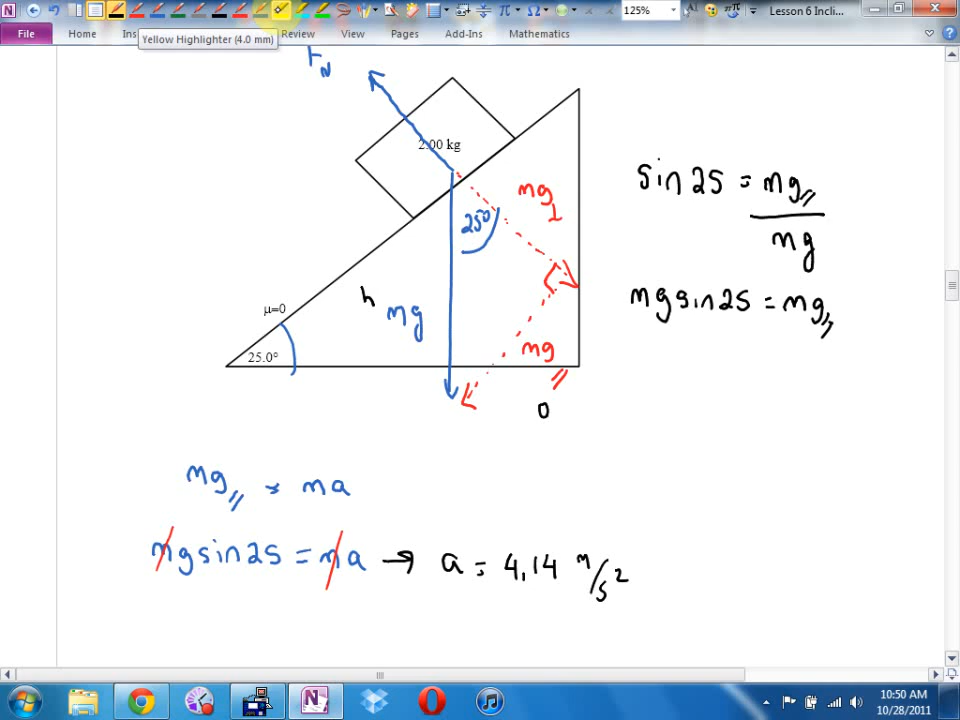 125%
Lesson 6 Incli...
File
Home
Ins
Review
View
Pages
Add-Ins
Mathematics
Yellow Highlighter (4.0 mm)
FN
2.00 kg
mg⊥
25°
h
mg
μ=0
25.0°
mg//
o
sin25 = mg// / mg
mgsin25 = mg//
mg// = ma
mgsin25 = ma → a = 4.14 m/s²
10:50 AM
10/28/2011